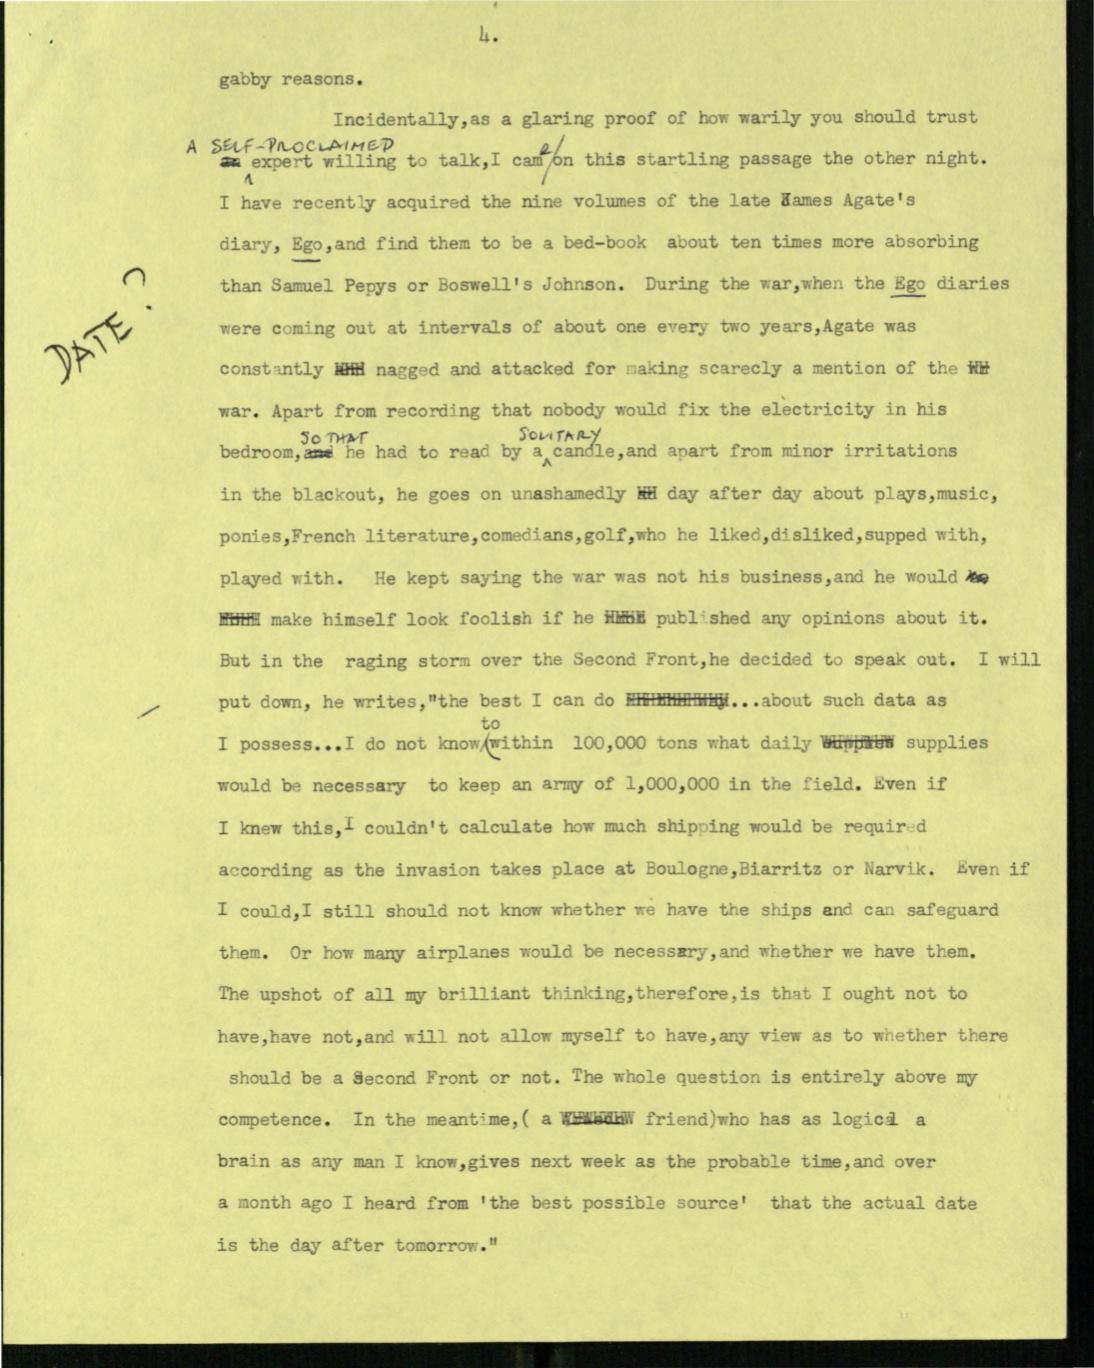 4.
gabby reasons.
Incidentally,as a glaring proof of how warily you should trust
A SELF-PROCLAIMED
an expert willing to talk,I came/on this startling passage the other night.
I have recently acquired the nine volumes of the late James Agate's
diary, Ego,and find them to be a bed-book about ten times more absorbing
than Samuel Pepys or Boswell's Johnson. During the war,when the Ego diaries
DATE?
were coming out at intervals of about one every two years,Agate was
constantly nagged and attacked for making scarecly a mention of the
war. Apart from recording that nobody would fix the electricity in his
SO THAT SOLITARY
bedroom,and he had to read by a candle,and apart from minor irritations
in the blackout, he goes on unashamedly day after day about plays,music,
ponies,French literature,comedians,golf,who he liked,disliked,supped with,
played with. He kept saying the war was not his business,and he would
make himself look foolish if he published any opinions about it.
But in the raging storm over the Second Front,he decided to speak out. I will
put down, he writes,"the best I can do ...about such data as
to
I possess...I do not know/(within 100,000 tons what daily supplies
would be necessary to keep an army of 1,000,000 in the field. Even if
I knew this,I couldn't calculate how much shipping would be required
according as the invasion takes place at Boulogne,Biarritz or Narvik. Even if
I could,I still should not know whether we have the ships and can safeguard
them. Or how many airplanes would be necessary,and whether we have them.
The upshot of all my brilliant thinking,therefore,is that I ought not to
have,have not,and will not allow myself to have,any view as to whether there
should be a Second Front or not. The whole question is entirely above my
competence. In the meantime,( a friend)who has as logical a
brain as any man I know,gives next week as the probable time,and over
a month ago I heard from 'the best possible source' that the actual date
is the day after tomorrow."